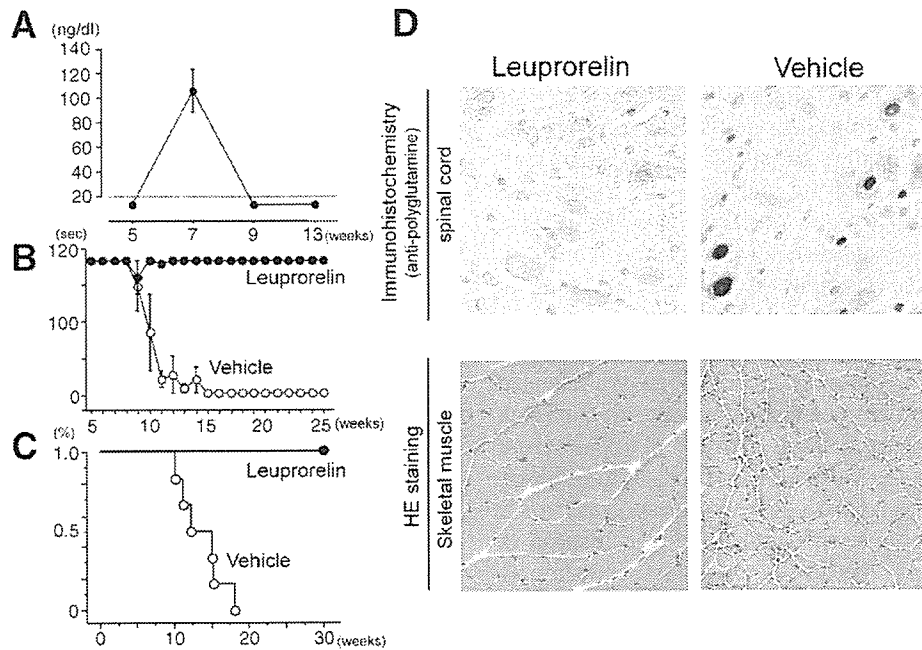 A
(ng/dl)
140
120
100
80
60
40
20
5 7 9 13 (weeks)
(sec)
B
120
100
0
Leuprorelin
Vehicle
5 10 15 20 25 (weeks)
(%)
C
1.0
0.5
0
Leuprorelin
Vehicle
0 10 20 30 (weeks)
D
Leuprorelin Vehicle
Immunohistochemistry
(anti-polyglutamine)
spinal cord
HE staining
Skeletal muscle